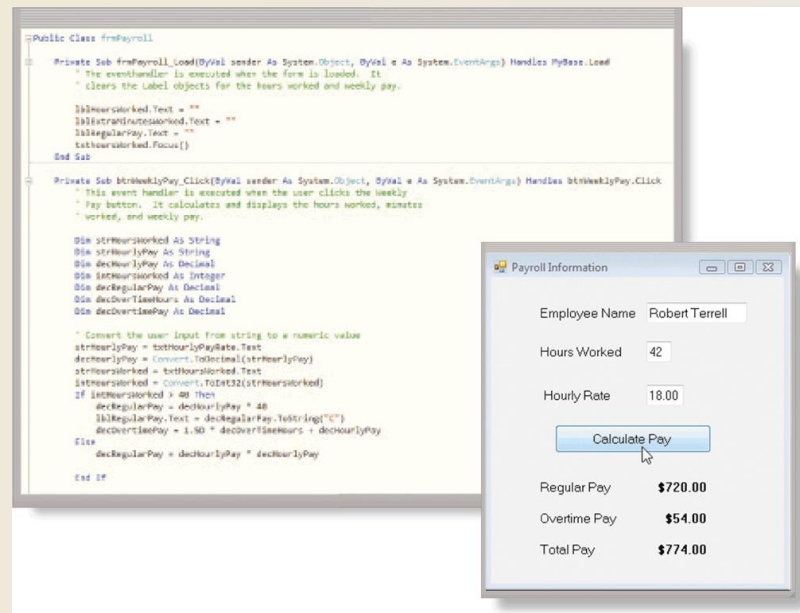 Public Class frmPayroll
Private Sub frmPayroll_Load(ByVal sender As System.Object, ByVal e As System.EventArgs) Handles MyBase.Load
' The eventhandler is executed when the form is loaded. It
' clears the Label objects for the hours worked and weekly pay.
lblHoursWorked.Text = ""
lblExtraMinutesWorked.Text = ""
lblRegularPay.Text = ""
txtHoursWorked.Focus()
End Sub
Private Sub btnWeeklyPay_Click(ByVal sender As System.Object, ByVal e As System.EventArgs) Handles btnWeeklyPay.Click
' This event handler is executed when the user clicks the Weekly
' Pay button. It calculates and displays the hours worked, minutes
' worked, and weekly pay.
Dim strHoursWorked As String
Dim strHourlyPay As String
Dim decHourlyPay As Decimal
Dim intHoursWorked As Integer
Dim decRegularPay As Decimal
Dim decOverTimeHours As Decimal
Dim decOvertimePay As Decimal
' Convert the user input from string to a numeric value
strHourlyPay = txtHourlyPayRate.Text
decHourlyPay = Convert.ToDecimal(strHourlyPay)
strHoursWorked = txtHoursWorked.Text
intHoursWorked = Convert.ToInt32(strHoursWorked)
If intHoursWorked > 40 Then
decRegularPay = decHourlyPay * 40
lblRegularPay.Text = decRegularPay.ToString("C")
decOvertimePay = 1.50 * decOverTimeHours + decHourlyPay
Else
decRegularPay = decHourlyPay * decHourlyPay
End If
Payroll Information
Employee Name Robert Terrell
Hours Worked 42
Hourly Rate 18.00
Calculate Pay
Regular Pay $720.00
Overtime Pay $54.00
Total Pay $774.00